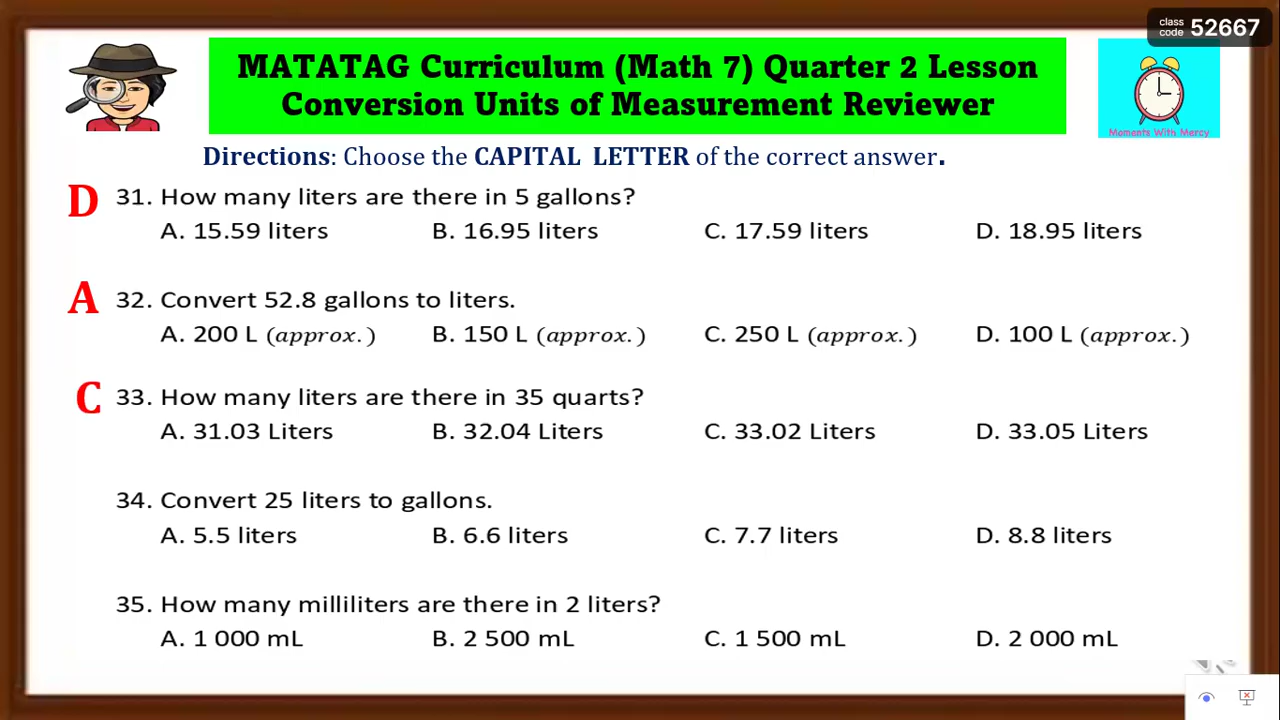 class code 52667
MATATAG Curriculum (Math 7) Quarter 2 Lesson
Conversion Units of Measurement Reviewer
Moments With Mercy
Directions: Choose the CAPITAL LETTER of the correct answer.
D 31. How many liters are there in 5 gallons?
A. 15.59 liters B. 16.95 liters C. 17.59 liters D. 18.95 liters
A 32. Convert 52.8 gallons to liters.
A. 200 L (approx.) B. 150 L (approx.) C. 250 L (approx.) D. 100 L (approx.)
C 33. How many liters are there in 35 quarts?
A. 31.03 Liters B. 32.04 Liters C. 33.02 Liters D. 33.05 Liters
34. Convert 25 liters to gallons.
A. 5.5 liters B. 6.6 liters C. 7.7 liters D. 8.8 liters
35. How many milliliters are there in 2 liters?
A. 1 000 mL B. 2 500 mL C. 1 500 mL D. 2 000 mL